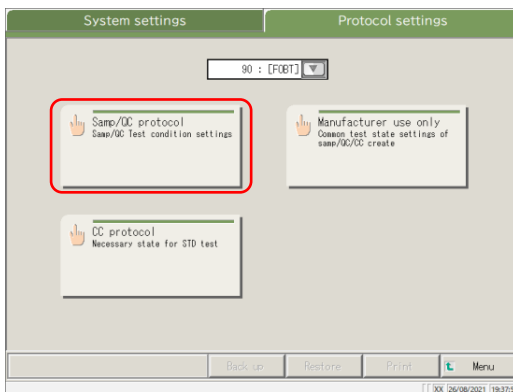 System settings
Protocol settings
90 : [FOBT]
Samp/QC protocol
Samp/QC Test condition settings
Manufacturer use only
Common test state settings of
samp/QC/CC create
CC protocol
Necessary state for STD test
Back up
Restore
Print
Menu
XX 26/08/2021